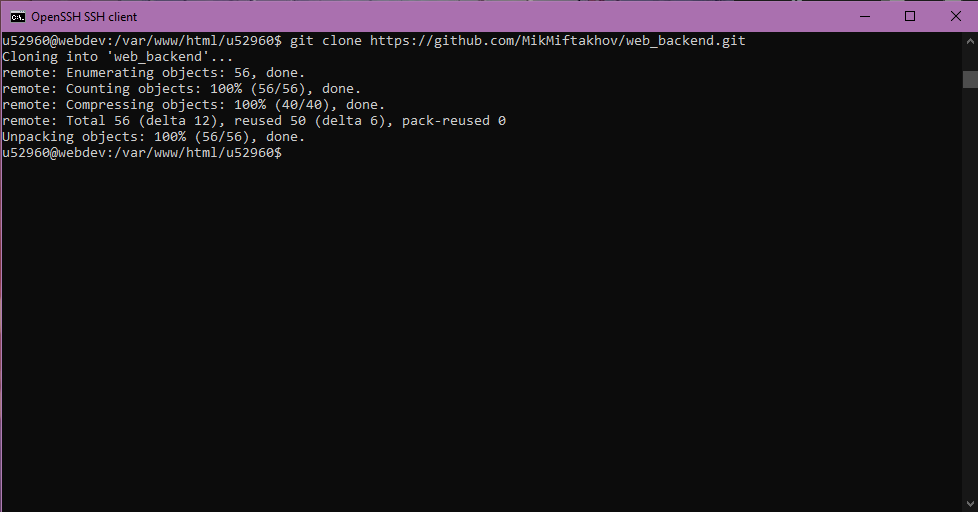 OpenSSH SSH client
u52960@webdev:/var/www/html/u52960$ git clone https://github.com/MikMiftakhov/web_backend.git
Cloning into 'web_backend'...
remote: Enumerating objects: 56, done.
remote: Counting objects: 100% (56/56), done.
remote: Compressing objects: 100% (40/40), done.
remote: Total 56 (delta 12), reused 50 (delta 6), pack-reused 0
Unpacking objects: 100% (56/56), done.
u52960@webdev:/var/www/html/u52960$